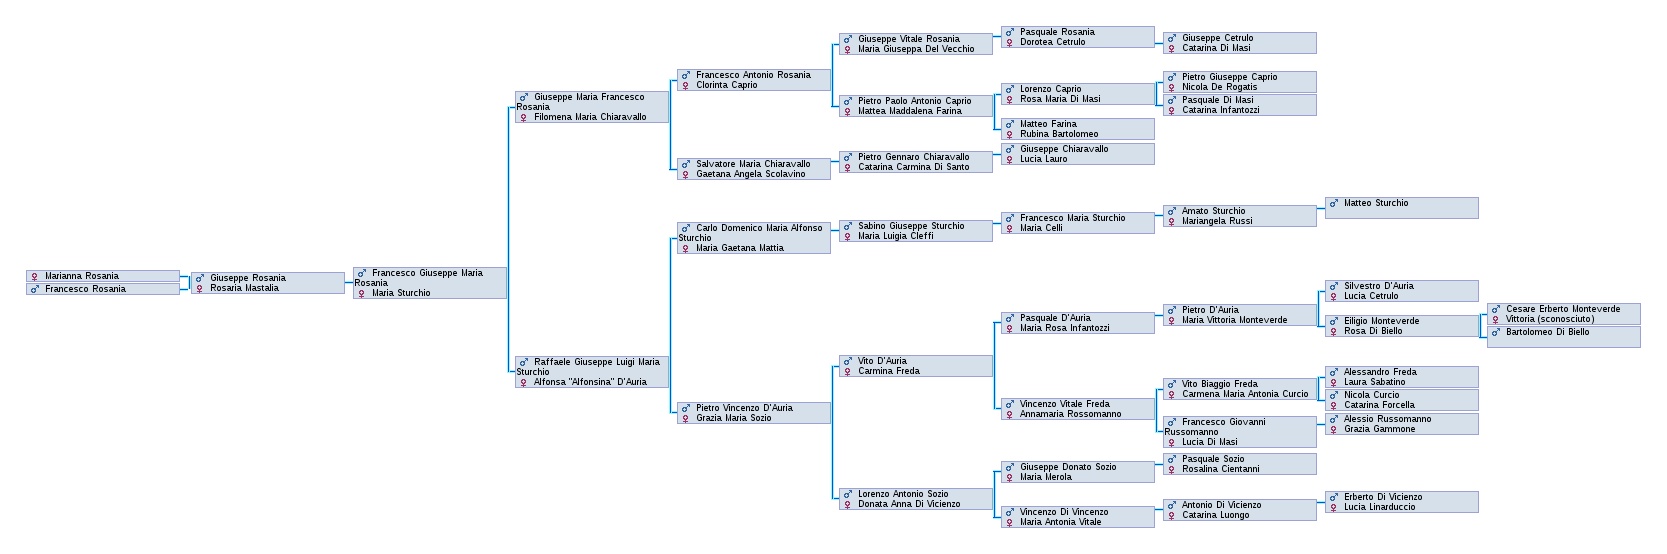 Marianna Rosania
Francesco Rosania
Giuseppe Rosania
Rosaria Mastalia
Francesco Giuseppe Maria
Rosania
Maria Sturchio
Giuseppe Maria Francesco
Rosania
Filomena Maria Chiaravallo
Raffaele Giuseppe Luigi Maria
Sturchio
Alfonsa "Alfonsina" D'Auria
Francesco Antonio Rosania
Clorinta Caprio
Salvatore Maria Chiaravallo
Gaetana Angela Scolavino
Carlo Domenico Maria Alfonso
Sturchio
Maria Gaetana Mattia
Pietro Vincenzo D'Auria
Grazia Maria Sozio
Giuseppe Vitale Rosania
Maria Giuseppa Del Vecchio
Pietro Paolo Antonio Caprio
Mattea Maddalena Farina
Pietro Gennaro Chiaravallo
Catarina Carmina Di Santo
Sabino Giuseppe Sturchio
Maria Luigia Cleffi
Vito D'Auria
Carmina Freda
Lorenzo Antonio Sozio
Donata Anna Di Vicienzo
Pasquale Rosania
Dorotea Cetrulo
Lorenzo Caprio
Rosa Maria Di Masi
Matteo Farina
Rubina Bartolomeo
Giuseppe Chiaravallo
Lucia Lauro
Francesco Maria Sturchio
Maria Celli
Pasquale D'Auria
Maria Rosa Infantozzi
Vincenzo Vitale Freda
Annamaria Rossomanno
Giuseppe Donato Sozio
Maria Merola
Vincenzo Di Vincenzo
Maria Antonia Vitale
Giuseppe Cetrulo
Catarina Di Masi
Pietro Giuseppe Caprio
Nicola De Rogatis
Pasquale Di Masi
Catarina Infantozzi
Amato Sturchio
Mariangela Russi
Pietro D'Auria
Maria Vittoria Monteverde
Vito Biaggio Freda
Carmena Maria Antonia Curcio
Francesco Giovanni
Russomanno
Lucia Di Masi
Pasquale Sozio
Rosalina Cientanni
Antonio Di Vicienzo
Catarina Luongo
Matteo Sturchio
Silvestro D'Auria
Lucia Cetrulo
Eiligio Monteverde
Rosa Di Biello
Alessandro Freda
Laura Sabatino
Nicola Curcio
Catarina Forcella
Alessio Russomanno
Grazia Gammone
Erberto Di Vicienzo
Lucia Linarduccio
Cesare Erberto Monteverde
Vittoria (sconosciuto)
Bartolomeo Di Biello